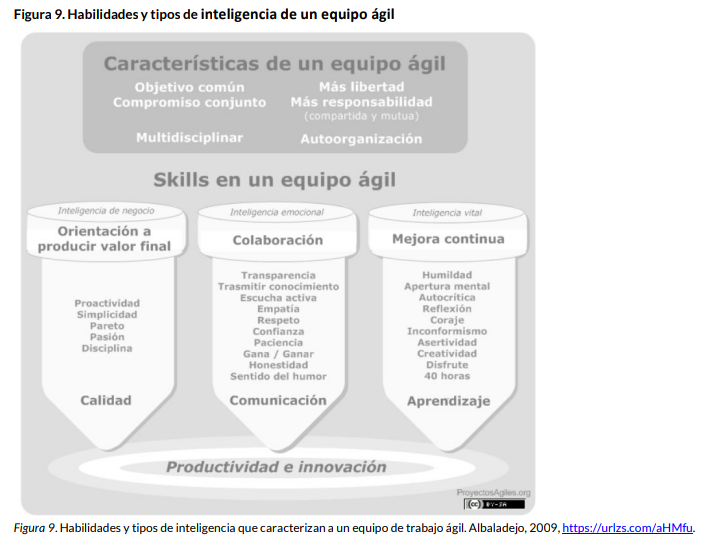 Figura 9. Habilidades y tipos de inteligencia de un equipo ágil
Características de un equipo ágil
Objetivo común
Compromiso conjunto
Multidisciplinar
Más libertad
Más responsabilidad
(compartida y mutua)
Autoorganización
Skills en un equipo ágil
Inteligencia de negocio
Orientación a
producir valor final
Proactividad
Simplicidad
Pareto
Pasión
Disciplina
Calidad
Inteligencia emocional
Colaboración
Transparencia
Trasmitir conocimiento
Escucha activa
Empatía
Respeto
Confianza
Paciencia
Gana / Ganar
Honestidad
Sentido del humor
Comunicación
Inteligencia vital
Mejora continua
Humildad
Apertura mental
Autocrítica
Reflexión
Coraje
Inconformismo
Asertividad
Creatividad
Disfrute
40 horas
Aprendizaje
Productividad e innovación
ProyectosAgiles.org
(cc) BY-SA
Figura 9. Habilidades y tipos de inteligencia que caracterizan a un equipo de trabajo ágil. Albaladejo, 2009, https://urlzs.com/aHMfu.